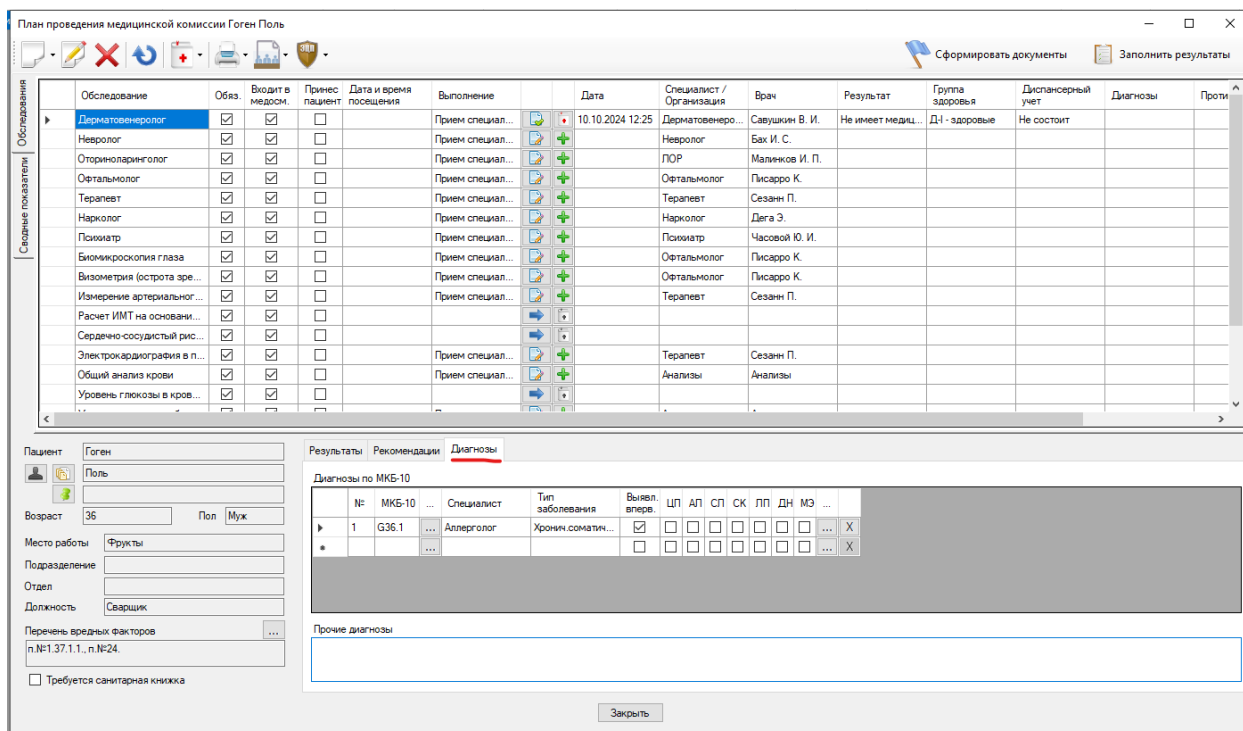 План проведения медицинской комиссии Гоген Поль
Сформировать документы Заполнить результаты
Обследования
Сводные показатели
Обследование Обяз. Входит в медосм. Принес пациент Дата и время посещения Выполнение Дата Специалист / Организация Врач Результат Группа здоровья Диспансерный учет Диагнозы Проти
Дерматовенеролог Прием специал... 10.10.2024 12:25 Дерматовенеро... Савушкин В. И. Не имеет медиц... Д-I - здоровые Не состоит
Невролог Прием специал... Невролог Бах И. С.
Оториноларинголог Прием специал... ЛОР Малинков И. П.
Офтальмолог Прием специал... Офтальмолог Писарро К.
Терапевт Прием специал... Терапевт Сезанн П.
Нарколог Прием специал... Нарколог Дега Э.
Психиатр Прием специал... Психиатр Часовой Ю. И.
Биомикроскопия глаза Прием специал... Офтальмолог Писарро К.
Визометрия (острота зре... Прием специал... Офтальмолог Писарро К.
Измерение артериальног... Прием специал... Терапевт Сезанн П.
Расчет ИМТ на основани...
Сердечно-сосудистый рис...
Электрокардиография в п... Прием специал... Терапевт Сезанн П.
Общий анализ крови Прием специал... Анализы Анализы
Уровень глюкозы в кров...
Пациент Гоген
Поль
Возраст 36 Пол Муж
Место работы Фрукты
Подразделение
Отдел
Должность Сварщик
Перечень вредных факторов ...
п.№1.37.1.1., п.№24.
Требуется санитарная книжка
Результаты Рекомендации Диагнозы
Диагнозы по МКБ-10
№ МКБ-10 ... Специалист Тип заболевания Выявл. вперв. ЦП АП СП СК ПП ДН МЭ ...
1 G36.1 ... Аллерголог Хронич.соматич... ... X
... ... X
Прочие диагнозы
Закрыть